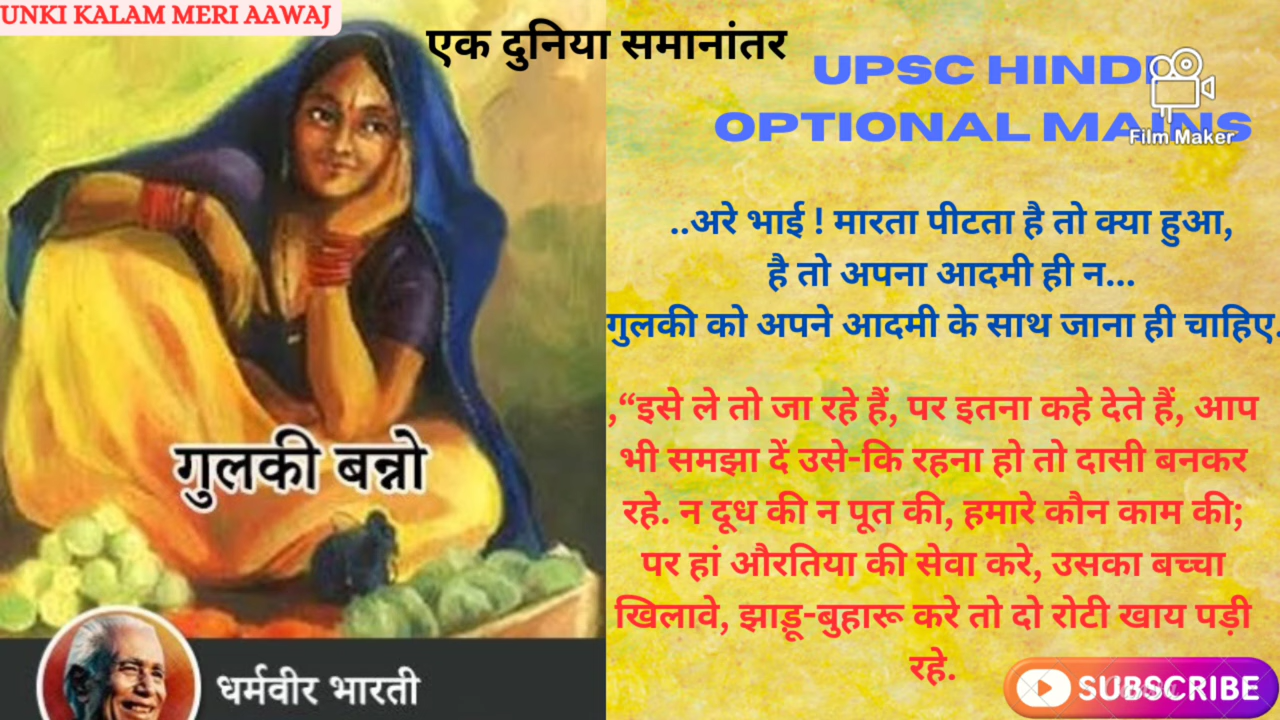 UNKI KALAM MERI AAWAJ
एक दुनिया समानांतर
UPSC HINDI
OPTIONAL MAINS
Film Maker
..अरे भाई ! मारता पीटता है तो क्या हुआ,
है तो अपना आदमी ही न...
गुलकी को अपने आदमी के साथ जाना ही चाहिए.
,“इसे ले तो जा रहे हैं, पर इतना कहे देते हैं, आप
भी समझा दें उसे-कि रहना हो तो दासी बनकर
रहे. न दूध की न पूत की, हमारे कौन काम की;
पर हां औरतिया की सेवा करे, उसका बच्चा
खिलावे, झाड़ू-बुहारू करे तो दो रोटी खाय पड़ी
रहे.
गुलकी बन्नो
धर्मवीर भारती
SUBSCRIBE